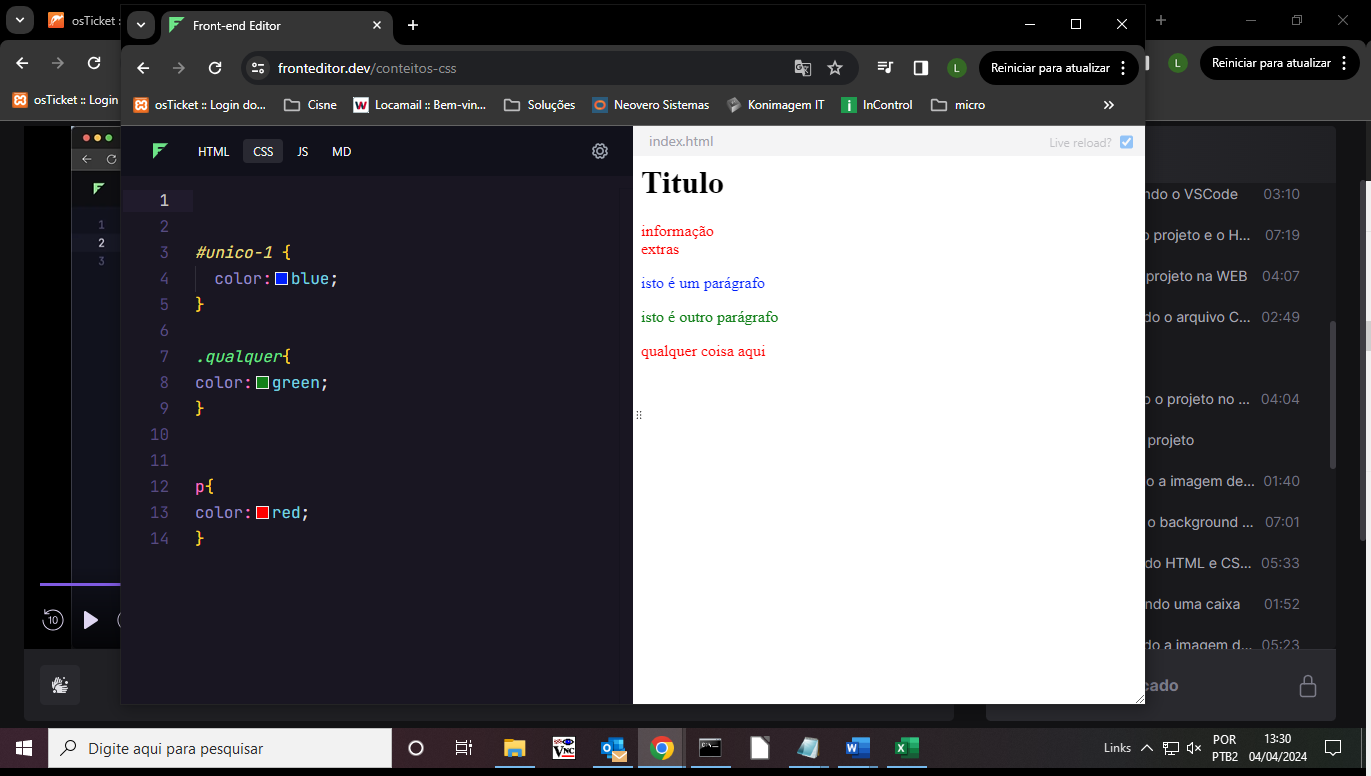 osTicket ::
Front-end Editor
fronteditor.dev/conteitos-css
L
Reiniciar para atualizar
L
Reiniciar para atualizar
osTicket :: Login
osTicket :: Login do...
Cisne
Locamail :: Bem-vin...
Soluções
Neovero Sistemas
Konimagem IT
InControl
micro
HTML
CSS
JS
MD
index.html
Live reload?
1
2
3
1
2
3 #unico-1 {
4 color: blue;
5 }
6
7 .qualquer{
8 color: green;
9 }
10
11
12 p{
13 color: red;
14 }
Titulo
informação
extras
isto é um parágrafo
isto é outro parágrafo
qualquer coisa aqui
ndo o VSCode 03:10
o projeto e o H... 07:19
projeto na WEB 04:07
do o arquivo C... 02:49
o o projeto no ... 04:04
projeto
o a imagem de... 01:40
o background ... 07:01
do HTML e CS... 05:33
ndo uma caixa 01:52
do a imagem d... 05:23
cado
10
Digite aqui para pesquisar
VNC
Links
POR
PTB2
13:30
04/04/2024